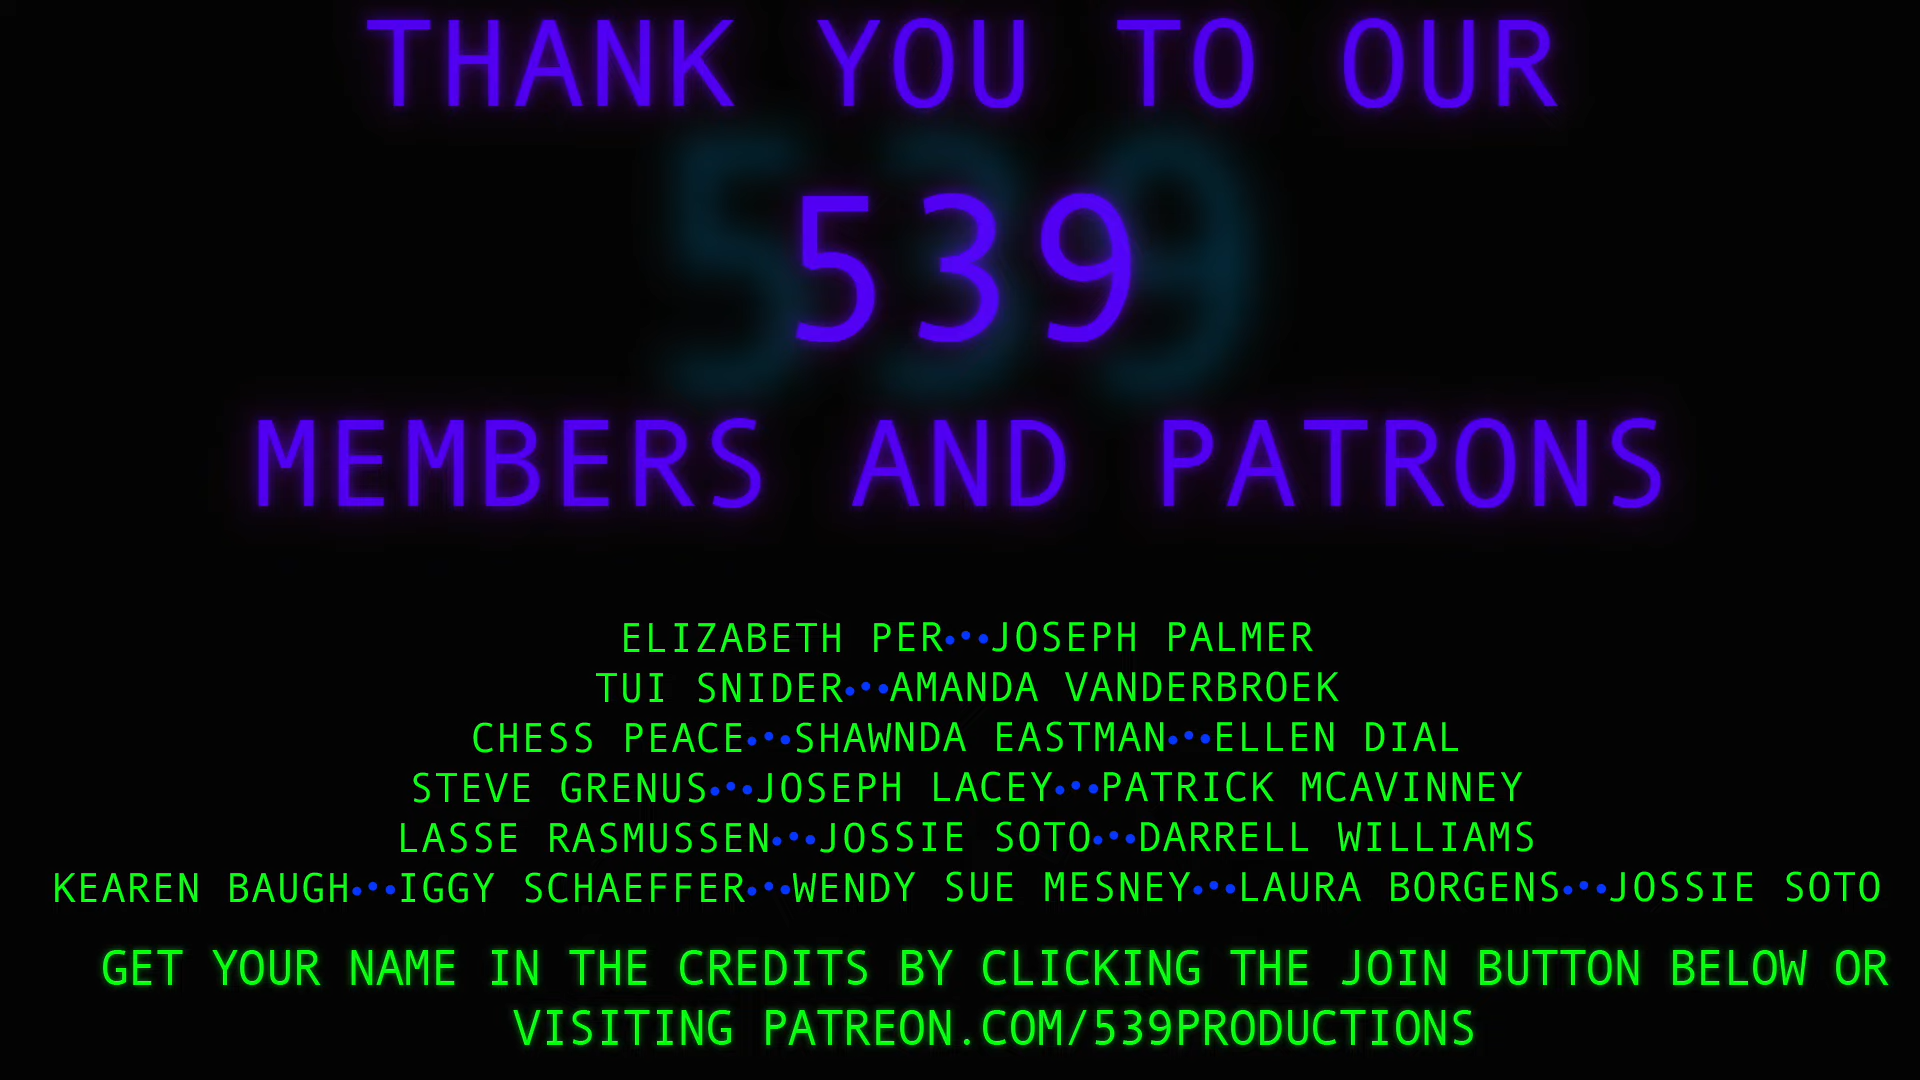 THANK YOU TO OUR
539
MEMBERS AND PATRONS
ELIZABETH PER•••JOSEPH PALMER
TUI SNIDER•••AMANDA VANDERBROEK
CHESS PEACE•••SHAWNDA EASTMAN•••ELLEN DIAL
STEVE GRENUS•••JOSEPH LACEY•••PATRICK MCAVINNEY
LASSE RASMUSSEN•••JOSSIE SOTO•••DARRELL WILLIAMS
KEAREN BAUGH•••IGGY SCHAEFFER•••WENDY SUE MESNEY•••LAURA BORGENS•••JOSSIE SOTO
GET YOUR NAME IN THE CREDITS BY CLICKING THE JOIN BUTTON BELOW OR
VISITING PATREON.COM/539PRODUCTIONS